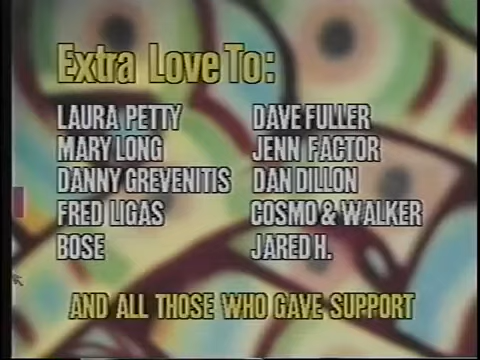 Extra Love To:
LAURA PETTY
MARY LONG
DANNY GREVENITIS
FRED LIGAS
BOSE
DAVE FULLER
JENN FACTOR
DAN DILLON
COSMO & WALKER
JARED H.
AND ALL THOSE WHO GAVE SUPPORT